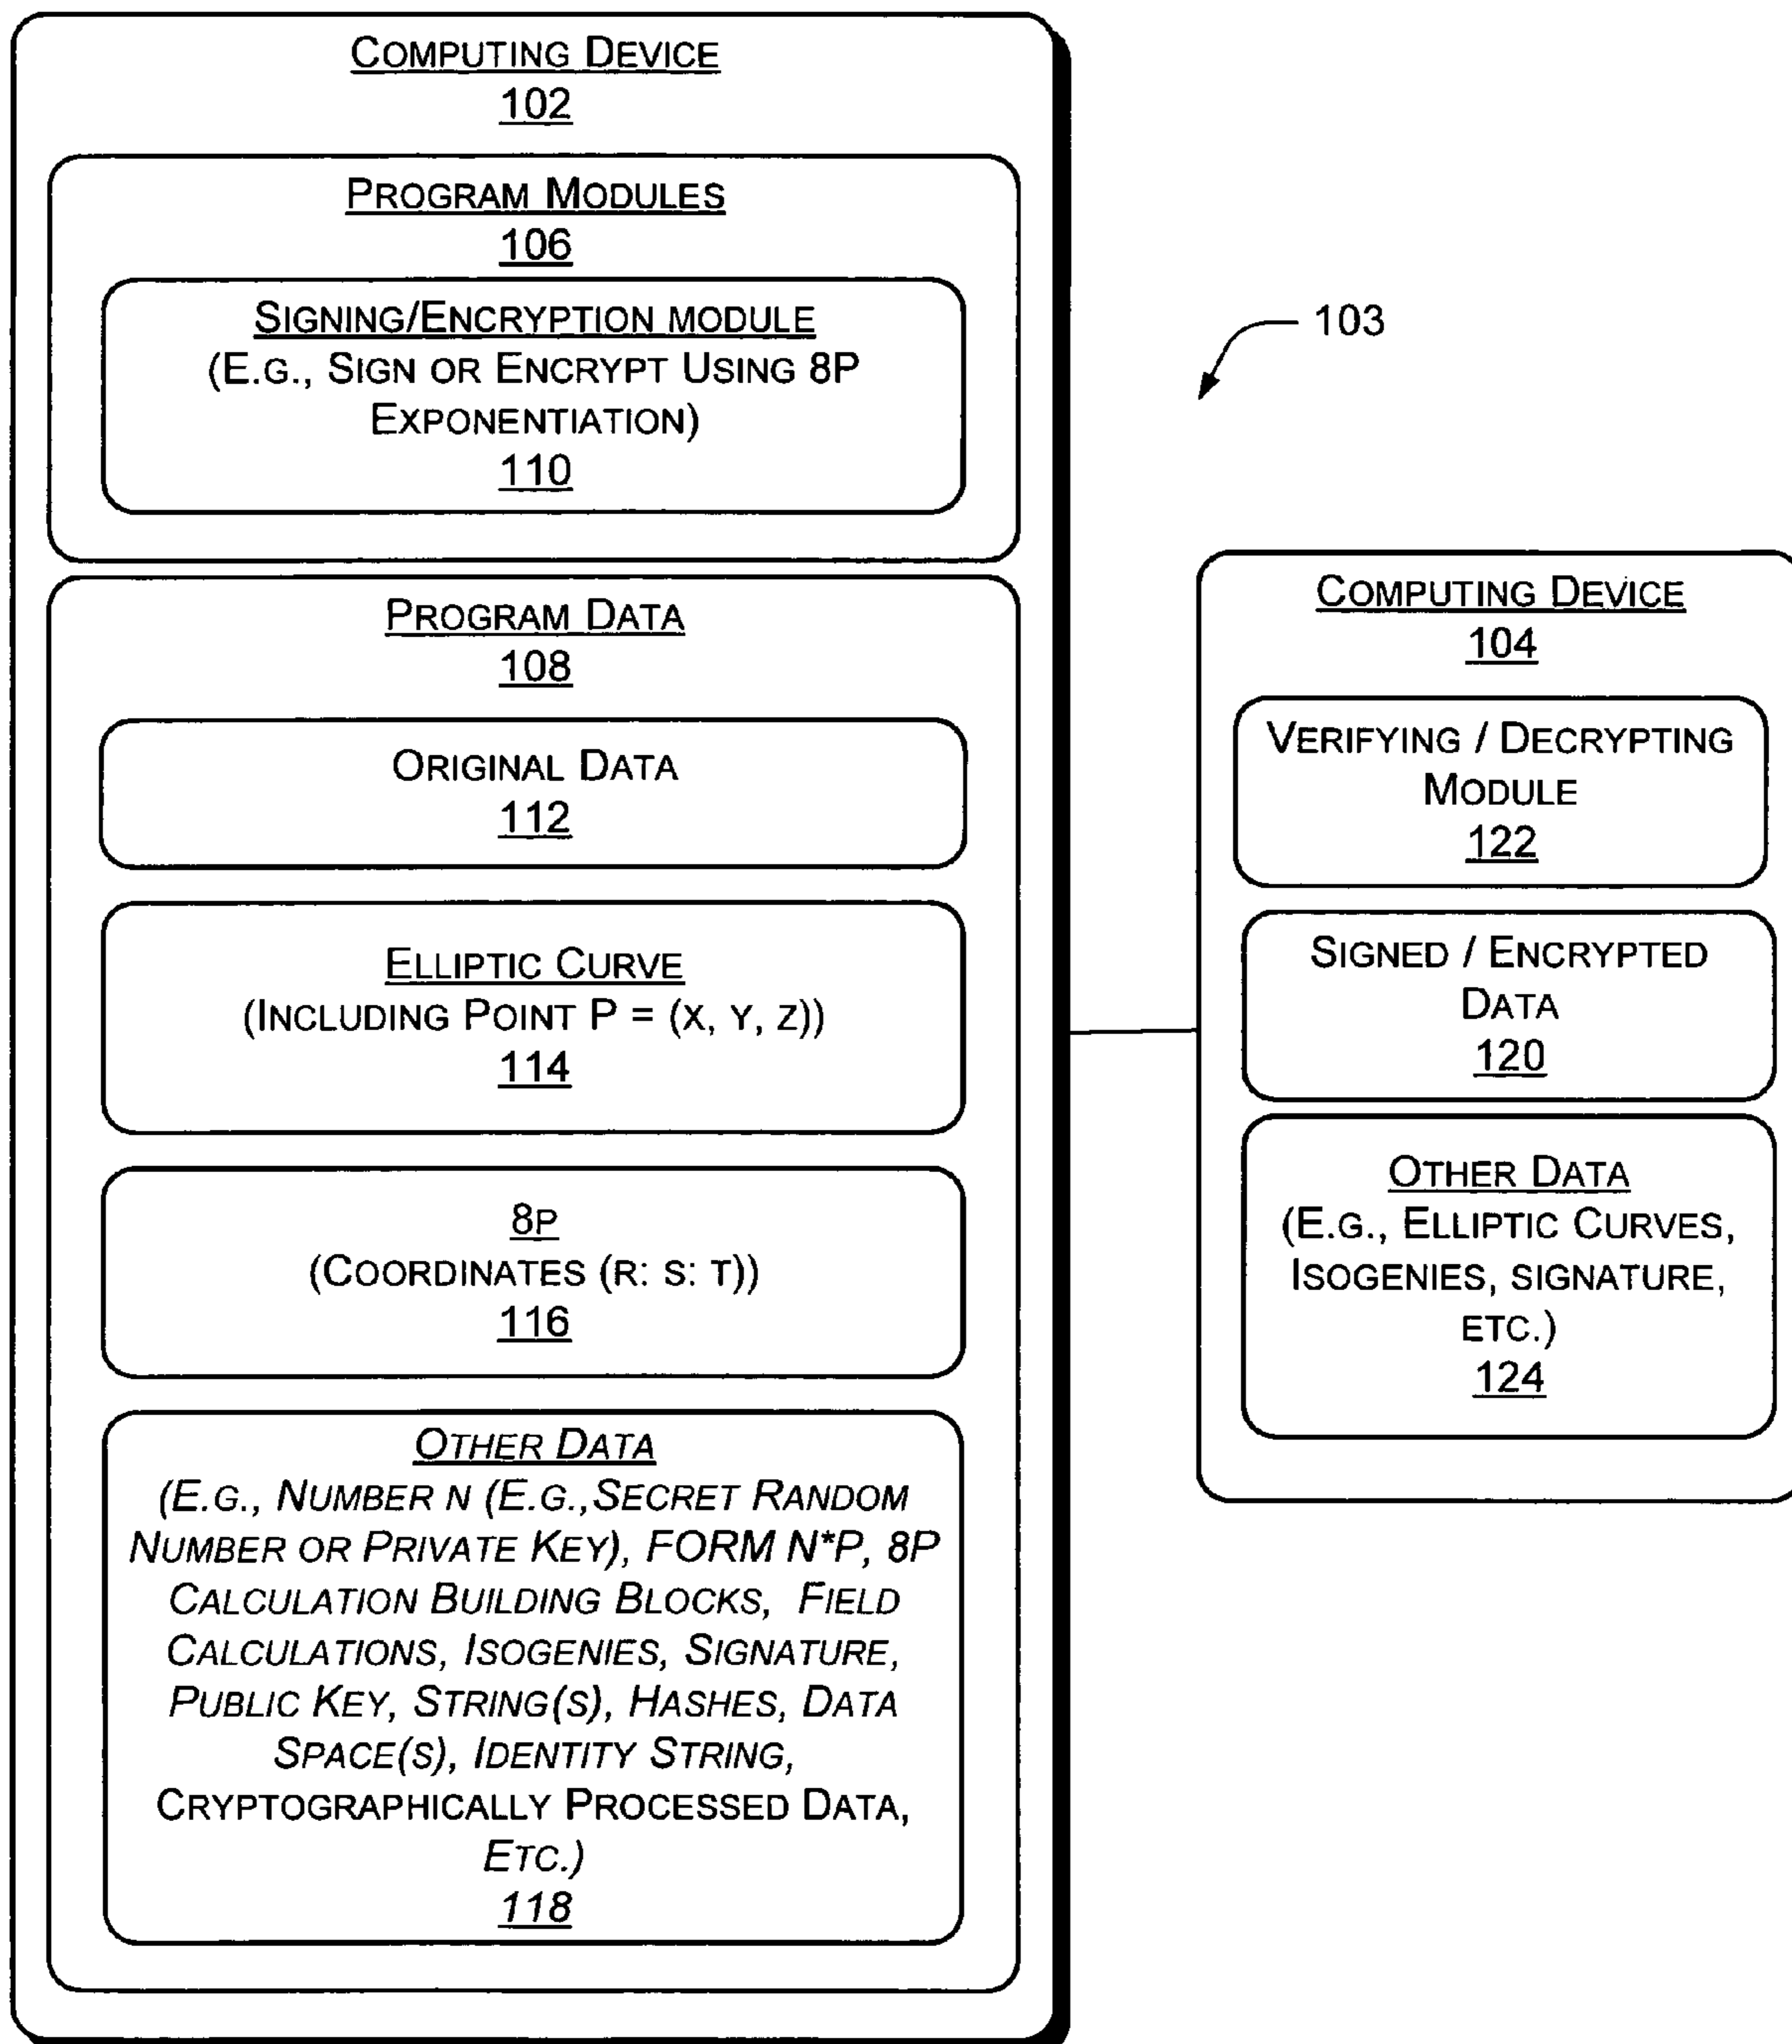 COMPUTING DEVICE
102
PROGRAM MODULES
106
SIGNING/ENCRYPTION MODULE
(E.G., SIGN OR ENCRYPT USING 8P
EXPONENTIATION)
110
PROGRAM DATA
108
ORIGINAL DATA
112
ELLIPTIC CURVE
(INCLUDING POINT P = (X, Y, Z))
114
8P
(COORDINATES (R: S: T))
116
OTHER DATA
(E.G., NUMBER N (E.G.,SECRET RANDOM
NUMBER OR PRIVATE KEY), FORM N*P, 8P
CALCULATION BUILDING BLOCKS, FIELD
CALCULATIONS, ISOGENIES, SIGNATURE,
PUBLIC KEY, STRING(S), HASHES, DATA
SPACE(S), IDENTITY STRING,
CRYPTOGRAPHICALLY PROCESSED DATA,
ETC.)
118
103
COMPUTING DEVICE
104
VERIFYING / DECRYPTING
MODULE
122
SIGNED / ENCRYPTED
DATA
120
OTHER DATA
(E.G., ELLIPTIC CURVES,
ISOGENIES, SIGNATURE,
ETC.)
124